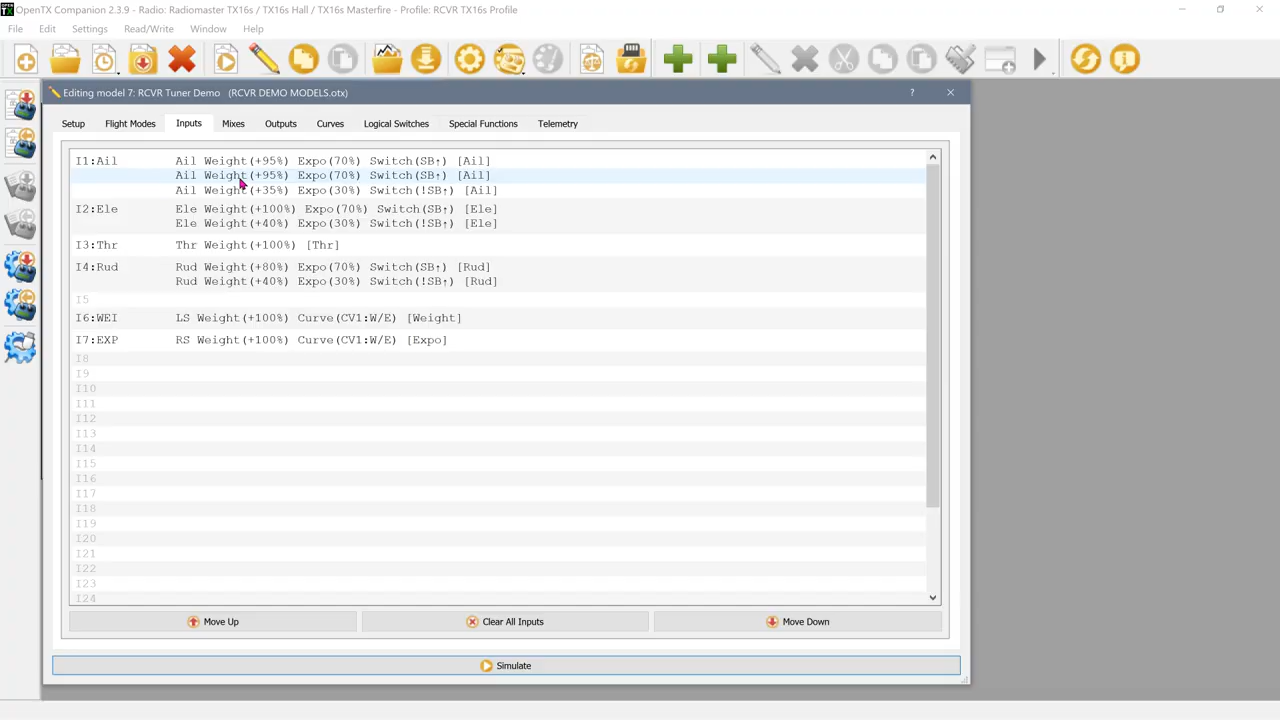 OpenTX Companion 2.3.9 - Radio: Radiomaster TX16s / TX16s Hall / TX16s Masterfire - Profile: RCVR TX16s Profile
File Edit Settings Read/Write Window Help
Editing model 7: RCVR Tuner Demo (RCVR DEMO MODELS.otx)
Setup Flight Modes Inputs Mixes Outputs Curves Logical Switches Special Functions Telemetry
I1:Ail Ail Weight(+95%) Expo(70%) Switch(SB↑) [Ail]
Ail Weight(+95%) Expo(70%) Switch(SB↑) [Ail]
Ail Weight(+35%) Expo(30%) Switch(!SB↑) [Ail]
I2:Ele Ele Weight(+100%) Expo(70%) Switch(SB↑) [Ele]
Ele Weight(+40%) Expo(30%) Switch(!SB↑) [Ele]
I3:Thr Thr Weight(+100%) [Thr]
I4:Rud Rud Weight(+80%) Expo(70%) Switch(SB↑) [Rud]
Rud Weight(+40%) Expo(30%) Switch(!SB↑) [Rud]
I5
I6:WEI LS Weight(+100%) Curve(CV1:W/E) [Weight]
I7:EXP RS Weight(+100%) Curve(CV1:W/E) [Expo]
I8
I9
I10
I11
I12
I13
I14
I15
I16
I17
I18
I19
I20
I21
I22
I23
I24
Move Up Clear All Inputs Move Down
Simulate